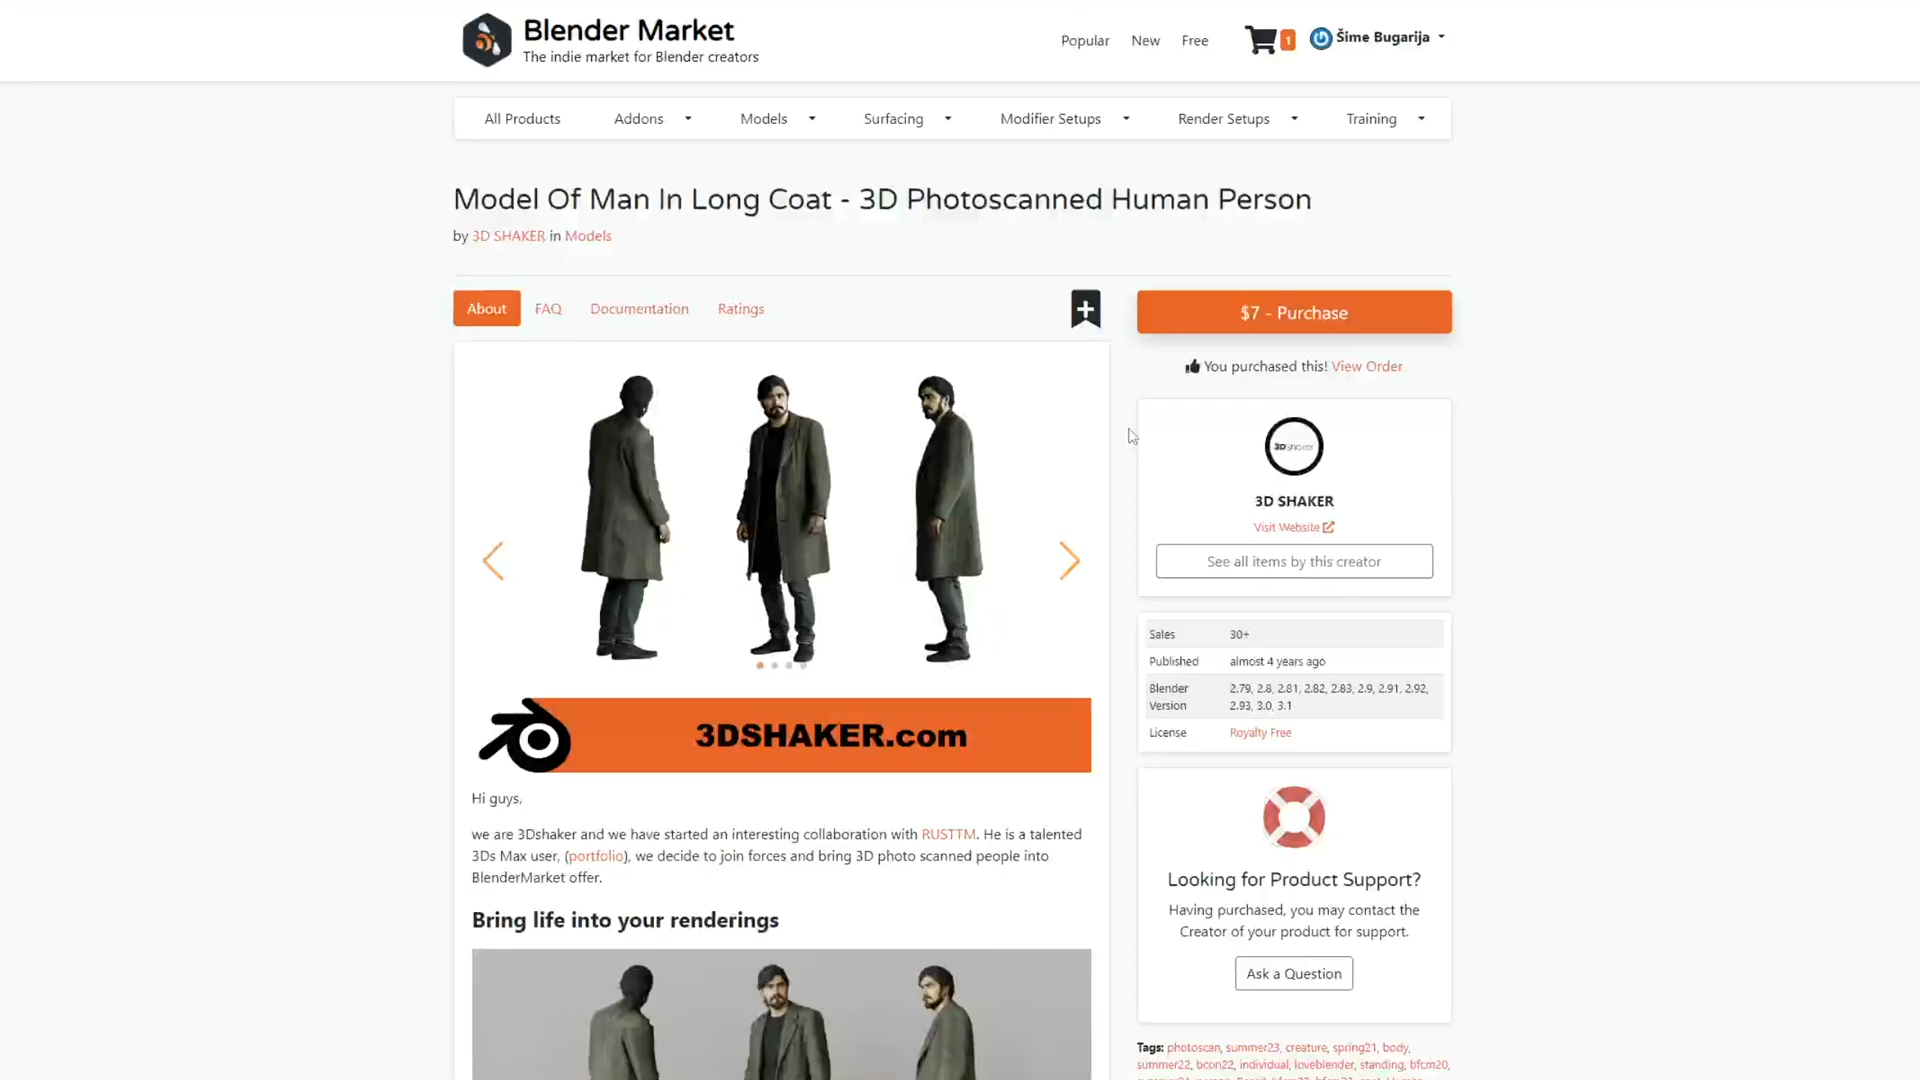 Blender Market
The indie market for Blender creators
Popular New Free 1 Šime Bugarija
All Products Addons Models Surfacing Modifier Setups Render Setups Training
Model Of Man In Long Coat - 3D Photoscanned Human Person
by 3D SHAKER in Models
About FAQ Documentation Ratings
$7 - Purchase
You purchased this! View Order
3DShaker
3D SHAKER
Visit Website
See all items by this creator
Sales 30+
Published almost 4 years ago
Blender Version 2.79, 2.8, 2.81, 2.82, 2.83, 2.9, 2.91, 2.92,
2.93, 3.0, 3.1
License Royalty Free
3DSHAKER.com
Hi guys,
we are 3Dshaker and we have started an interesting collaboration with RUSTTM. He is a talented
3Ds Max user, (portfolio), we decide to join forces and bring 3D photo scanned people into
BlenderMarket offer.
Bring life into your renderings
Looking for Product Support?
Having purchased, you may contact the
Creator of your product for support.
Ask a Question
Tags: photoscan, summer23, creature, spring21, body,
summer22, bcon22, individual, loveblender, standing, bfcm20,